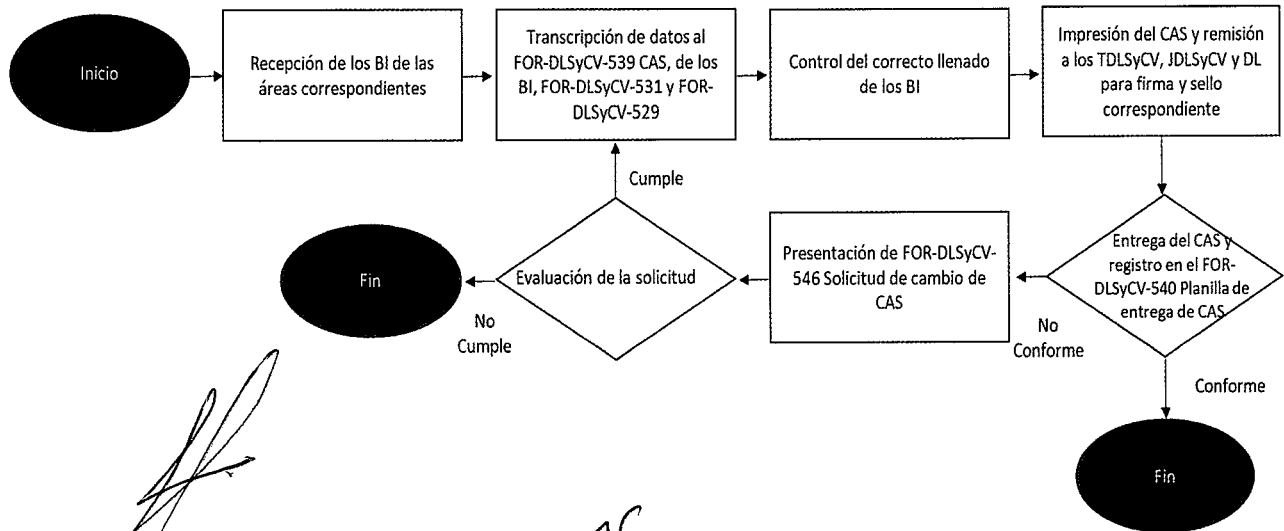 Inicio
Recepción de los BI de las
áreas correspondientes
Transcripción de datos al
FOR-DLSyCV-539 CAS, de los
BI, FOR-DLSyCV-531 y FOR-
DLSyCV-529
Control del correcto llenado
de los BI
Impresión del CAS y remisión
a los TDLSyCV, JDLSyCV y DL
para firma y sello
correspondiente
Cumple
Fin
Evaluación de la solicitud
Presentación de FOR-DLSyCV-
546 Solicitud de cambio de
CAS
Entrega del CAS y
registro en el FOR-
DLSyCV-540 Planilla de
entrega de CAS
No
Cumple
No
Conforme
Conforme
Fin